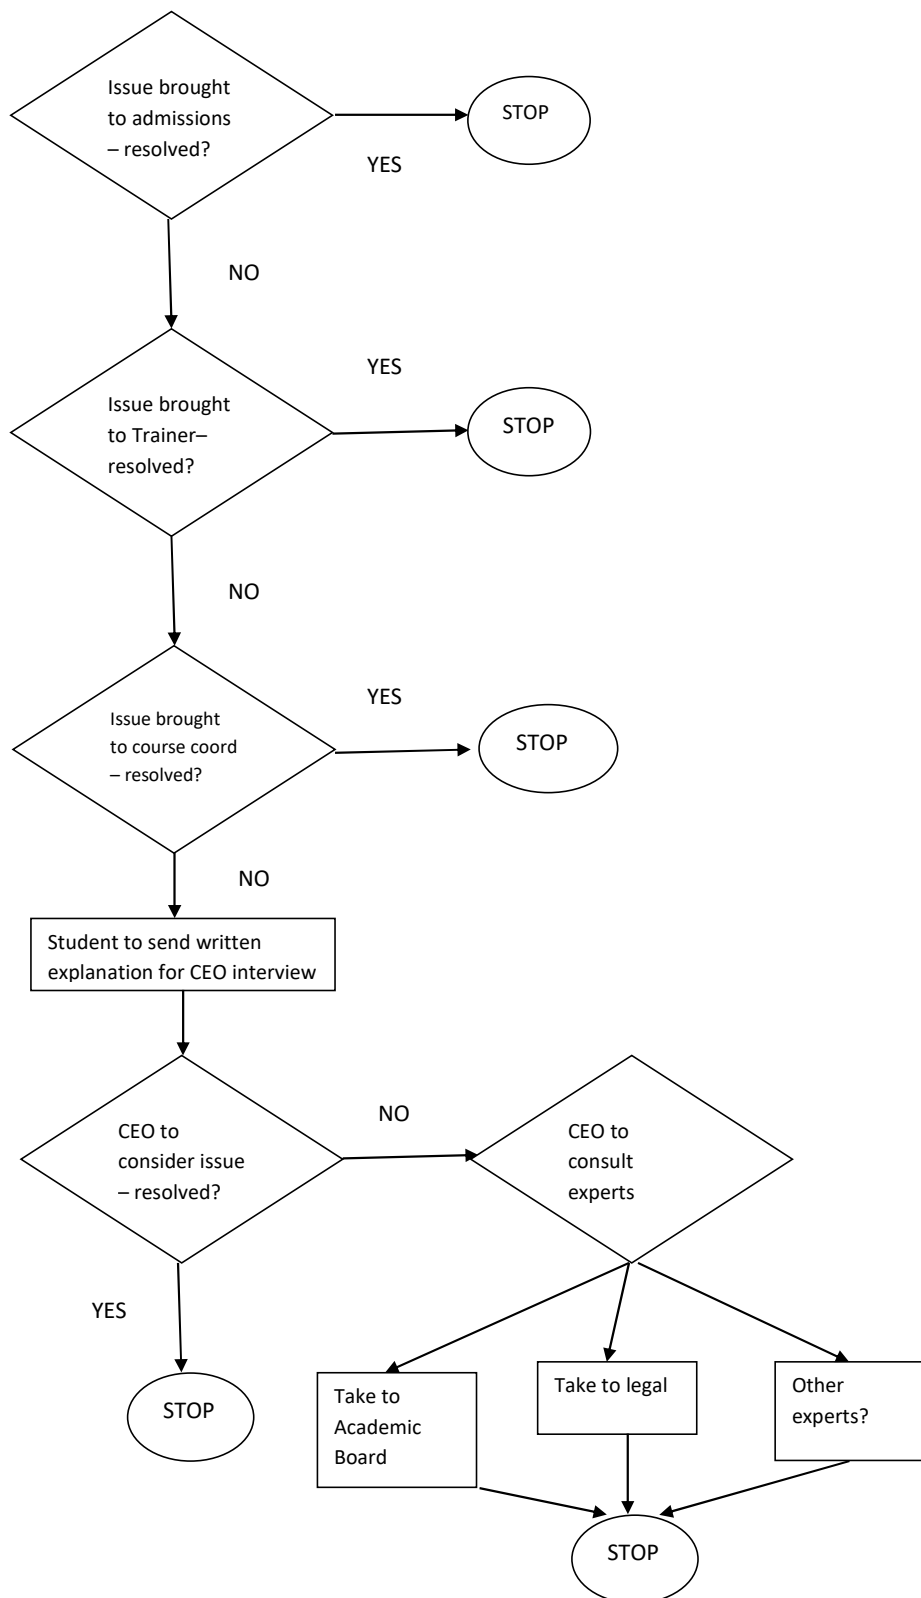 Issue brought
to admissions
– resolved?
STOP
YES
NO
YES
Issue brought
to Trainer–
resolved?
STOP
NO
YES
Issue brought
to course coord
– resolved?
STOP
NO
Student to send written
explanation for CEO interview
NO
CEO to
consider issue
– resolved?
CEO to
consult
experts
YES
STOP
Take to
Academic
Board
Take to legal
Other
experts?
STOP